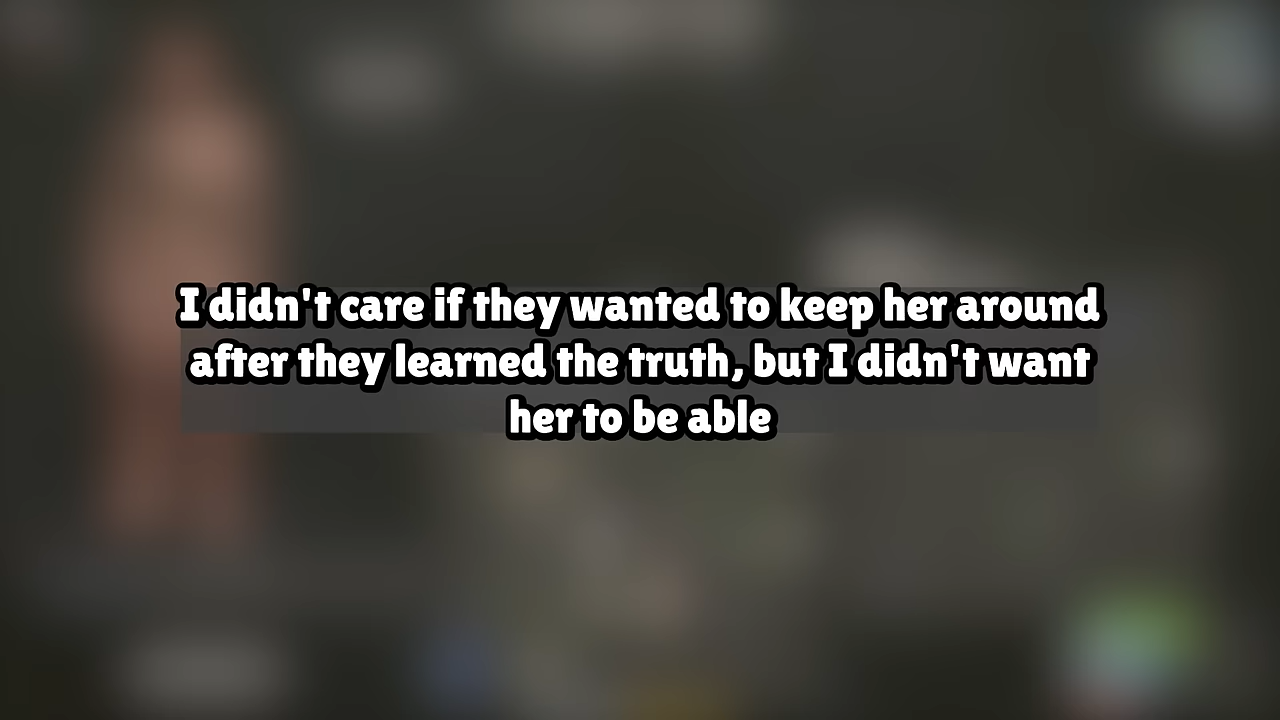 I didn't care if they wanted to keep her around
after they learned the truth, but I didn't want
her to be able